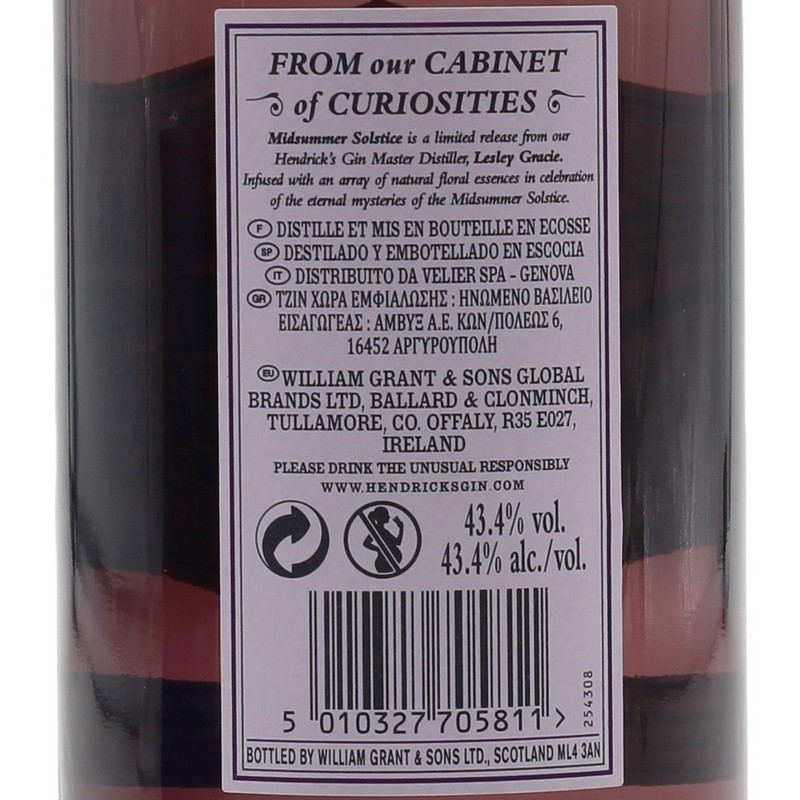 FROM our CABINET
of CURIOSITIES
Midsummer Solstice is a limited release from our
Hendrick's Gin Master Distiller, Lesley Gracie.
Infused with an array of natural floral essences in celebration
of the eternal mysteries of the Midsummer Solstice.
F DISTILLE ET MIS EN BOUTEILLE EN ECOSSE
SP DESTILADO Y EMBOTELLADO EN ESCOCIA
IT DISTRIBUITO DA VELIER SPA - GENOVA
GR ΤΖΙΝ ΧΩΡΑ ΕΜΦΙΑΛΩΣΗΣ : ΗΝΩΜΕΝΟ ΒΑΣΙΛΕΙΟ
ΕΙΣΑΓΩΓΕΑΣ : ΑΜΒΥΞ Α.Ε. ΚΩΝ/ΠΟΛΕΩΣ 6,
16452 ΑΡΓΥΡΟΥΠΟΛΗ
EU WILLIAM GRANT & SONS GLOBAL
BRANDS LTD, BALLARD & CLONMINCH,
TULLAMORE, CO. OFFALY, R35 E027,
IRELAND
PLEASE DRINK THE UNUSUAL RESPONSIBLY
WWW.HENDRICKSGIN.COM
43.4% vol.
43.4% alc./vol.
5 010327 705811 >
254308
BOTTLED BY WILLIAM GRANT & SONS LTD., SCOTLAND ML4 3AN